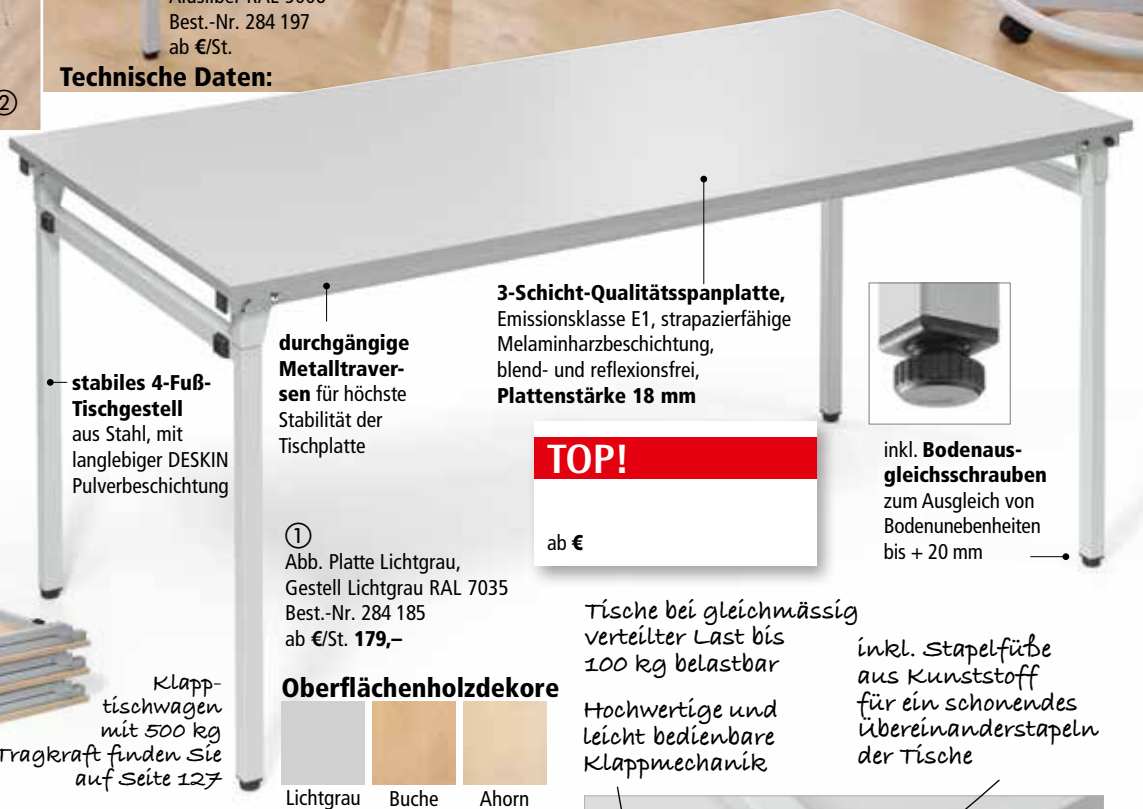 Best.-Nr. 284 197
ab €/St.
Technische Daten:
②
stabiles 4-Fuß-
Tischgestell
aus Stahl, mit
langlebiger DESKIN
Pulverbeschichtung
durchgängige
Metalltraver-
sen für höchste
Stabilität der
Tischplatte
3-Schicht-Qualitätsspanplatte,
Emissionsklasse E1, strapazierfähige
Melaminharzbeschichtung,
blend- und reflexionsfrei,
Plattenstärke 18 mm
TOP!
ab €
inkl. Bodenaus-
gleichsschrauben
zum Ausgleich von
Bodenunebenheiten
bis + 20 mm
①
Abb. Platte Lichtgrau,
Gestell Lichtgrau RAL 7035
Best.-Nr. 284 185
ab €/St. 179,–
Klapp-
tischwagen
mit 500 kg
Tragkraft finden Sie
auf Seite 127
Oberflächenholzdekore
Lichtgrau Buche Ahorn
Tische bei gleichmässig
verteilter Last bis
100 kg belastbar
Hochwertige und
leicht bedienbare
Klappmechanik
inkl. Stapelfüße
aus Kunststoff
für ein schonendes
Übereinanderstapeln
der Tische